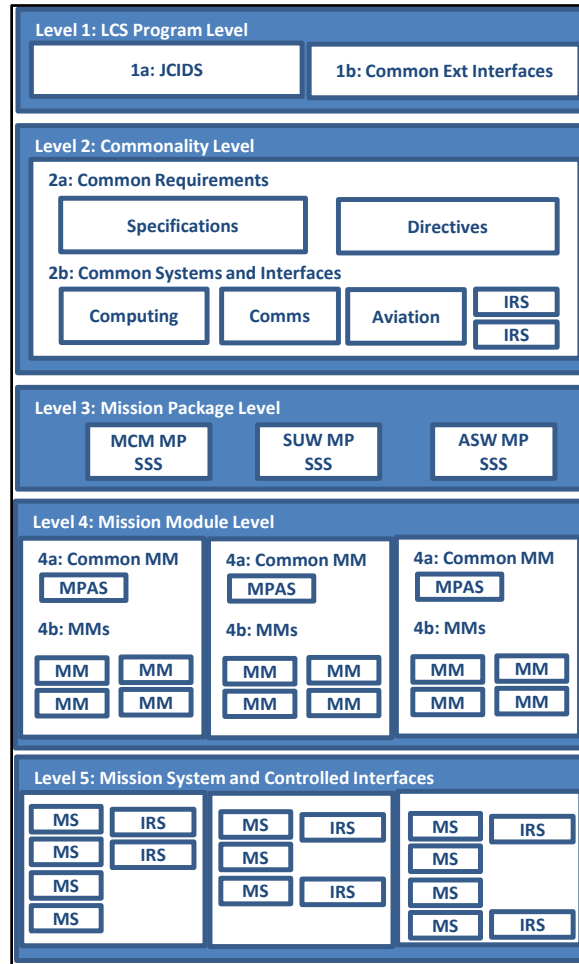 Level 1: LCS Program Level
1a: JCIDS
1b: Common Ext Interfaces
Level 2: Commonality Level
2a: Common Requirements
Specifications
Directives
2b: Common Systems and Interfaces
Computing
Comms
Aviation
IRS
IRS
Level 3: Mission Package Level
MCM MP
SSS
SUW MP
SSS
ASW MP
SSS
Level 4: Mission Module Level
4a: Common MM
MPAS
4b: MMs
MM MM
MM MM
4a: Common MM
MPAS
4b: MMs
MM MM
MM MM
4a: Common MM
MPAS
4b: MMs
MM MM
MM MM
Level 5: Mission System and Controlled Interfaces
MS IRS
MS IRS
MS
MS
MS IRS
MS
MS IRS
MS IRS
MS
MS
MS IRS